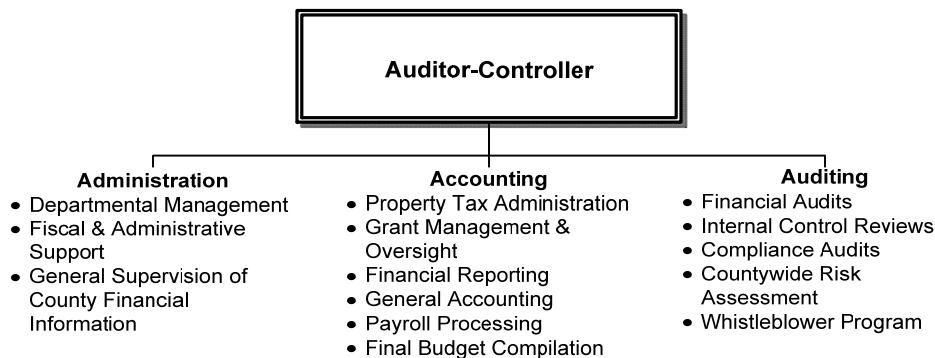 Auditor-Controller
Administration
• Departmental Management
• Fiscal & Administrative
Support
• General Supervision of
County Financial
Information
Accounting
• Property Tax Administration
• Grant Management &
Oversight
• Financial Reporting
• General Accounting
• Payroll Processing
• Final Budget Compilation
Auditing
• Financial Audits
• Internal Control Reviews
• Compliance Audits
• Countywide Risk
Assessment
• Whistleblower Program